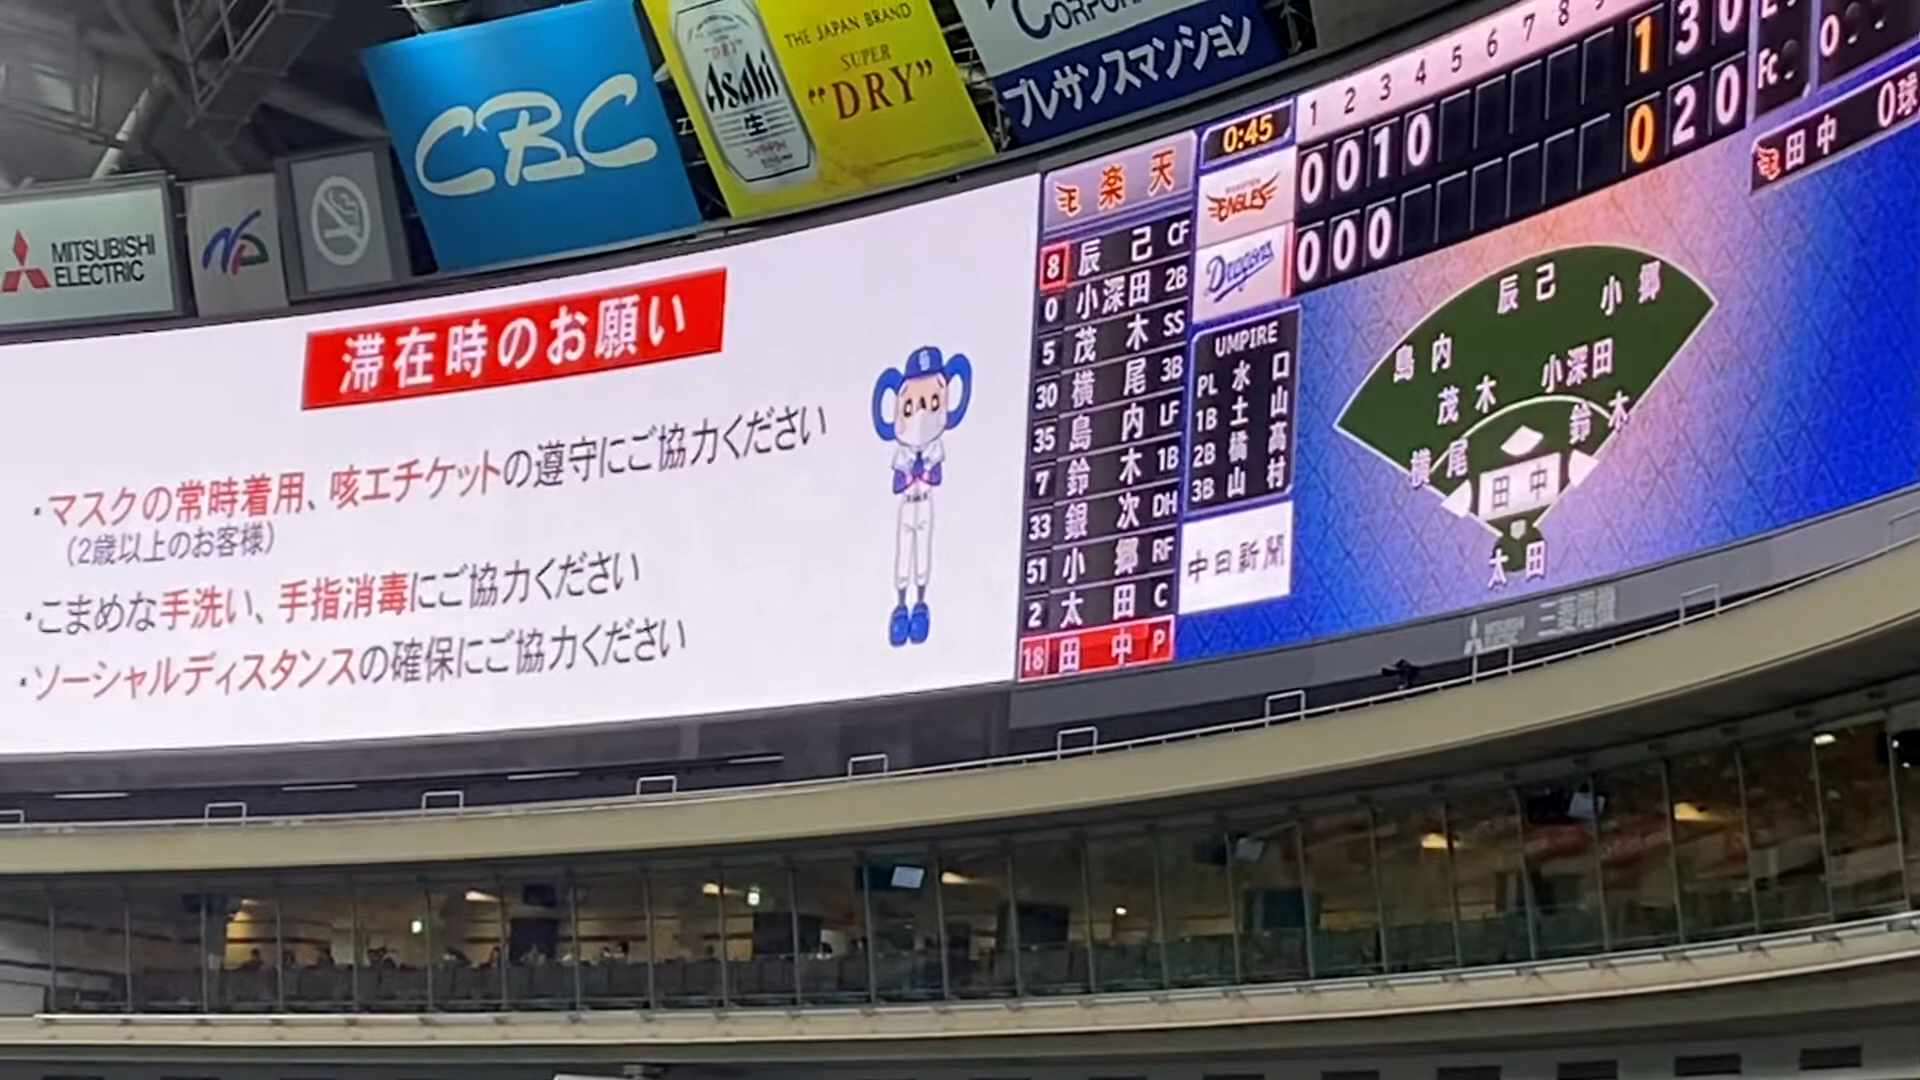 CBC
Asahi
生
THE JAPAN BRAND
SUPER
"DRY"
プレサンスマンション
MITSUBISHI
ELECTRIC
滞在時のお願い
・マスクの常時着用、咳エチケットの遵守にご協力ください
(2歳以上のお客様)
・こまめな手洗い、手指消毒にご協力ください
・ソーシャルディスタンスの確保にご協力ください
楽天
8 辰己 CF
0 小深田 2B
5 茂木 SS
30 横尾 3B
35 島内 LF
7 鈴木 1B
33 銀次 DH
51 小郷 RF
2 太田 C
18 田中 P
0:45
1 2 3 4 5 6 7 8
EAGLES 0 0 1 0 1 3 0
Dragons 0 0 0 0 2 0
UMPIRE
PL 水口
1B 土山
2B 橋髙
3B 山村
中日新聞
Fc
0
田中 0球
辰己
小郷
島内
小深田
茂木
鈴木
横尾
田中
太田
三菱電機